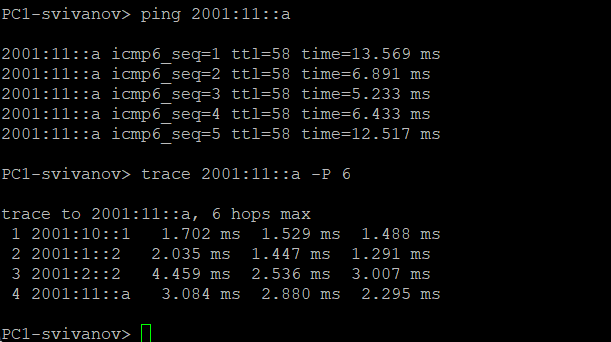 PC1-svivanov> ping 2001:11::a
2001:11::a icmp6_seq=1 ttl=58 time=13.569 ms
2001:11::a icmp6_seq=2 ttl=58 time=6.891 ms
2001:11::a icmp6_seq=3 ttl=58 time=5.233 ms
2001:11::a icmp6_seq=4 ttl=58 time=6.433 ms
2001:11::a icmp6_seq=5 ttl=58 time=12.517 ms
PC1-svivanov> trace 2001:11::a -P 6
trace to 2001:11::a, 6 hops max
1 2001:10::1   1.702 ms  1.529 ms  1.488 ms
2 2001:1::2   2.035 ms  1.447 ms  1.291 ms
3 2001:2::2   4.459 ms  2.536 ms  3.007 ms
4 2001:11::a   3.084 ms  2.880 ms  2.295 ms
PC1-svivanov>